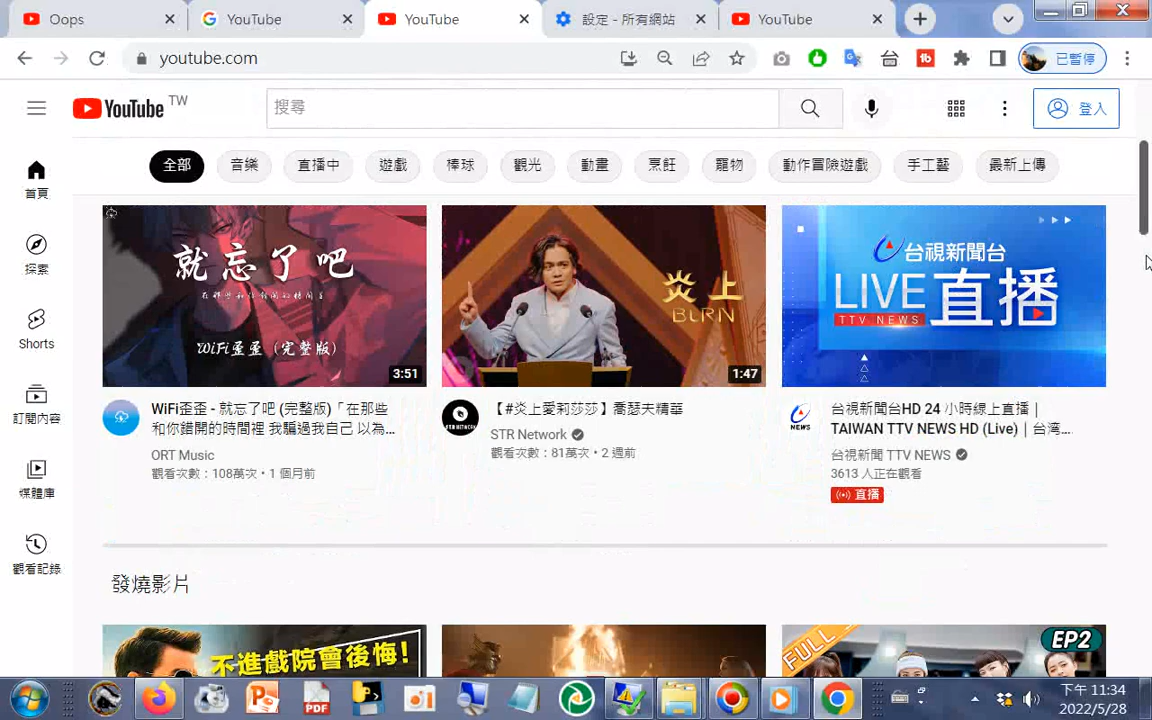 Oops
YouTube
YouTube
設定 - 所有網站
YouTube
youtube.com
已暫停
YouTube TW
搜尋
登入
全部
音樂
直播中
遊戲
棒球
觀光
動畫
烹飪
寵物
動作冒險遊戲
手工藝
最新上傳
首頁
探索
Shorts
訂閱內容
媒體庫
觀看記錄
就忘了吧
WiFi歪歪 (完整版)
3:51
WiFi歪歪 - 就忘了吧 (完整版)「在那些
和你錯開的時間裡 我騙過我自己 以為...
ORT Music
觀看次數：108萬次 · 1 個月前
炎上
BURN
1:47
STR NETWORK
【#炎上愛莉莎莎】喬瑟夫精華
STR Network
觀看次數：81萬次 · 2 週前
台視新聞台
LIVE 直播
TTV NEWS
NEWS
台視新聞台HD 24 小時線上直播｜
TAIWAN TTV NEWS HD (Live)｜台湾...
台視新聞 TTV NEWS
3613 人正在觀看
直播
發燒影片
不進戲院會後悔!
FULL
EP2
PDF
下午 11:34
2022/5/28